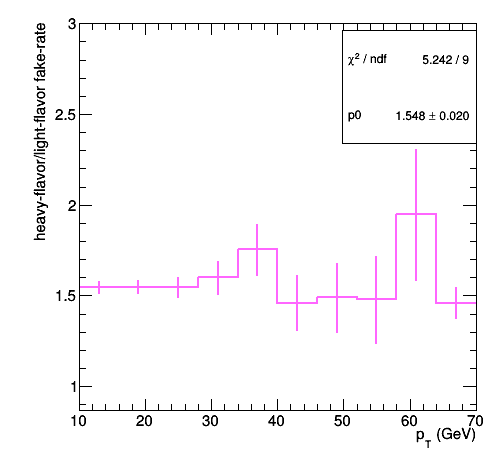 heavy-flavor/light-flavor fake-rate
χ² / ndf 5.242 / 9
p0 1.548 ± 0.020
3
2.5
2
1.5
1
10 20 30 40 50 60 70
p_T (GeV)